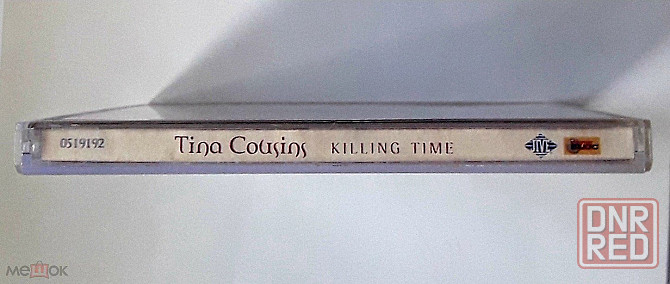 0519192 Tina Cousins KILLING TIME JIVE
DNR
RED
мешок